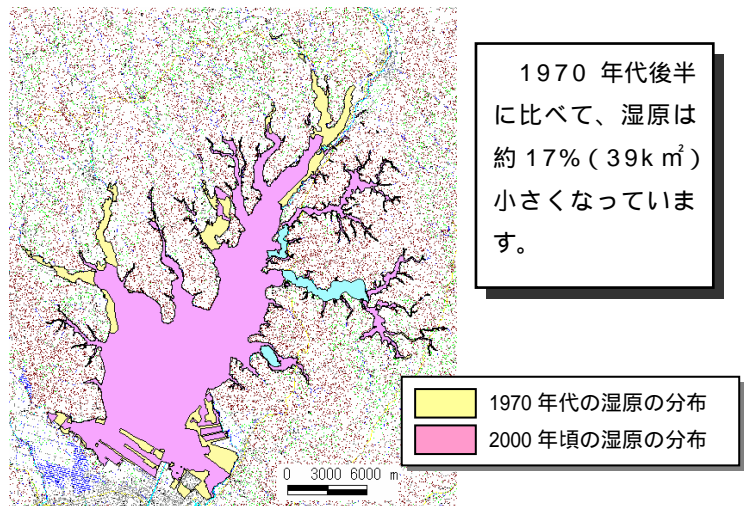 1970 年代後半
に比べて、湿原は
約 17%(39k㎡)
小さくなっていま
す。
1970 年代の湿原の分布
2000 年頃の湿原の分布
0 3000 6000 m